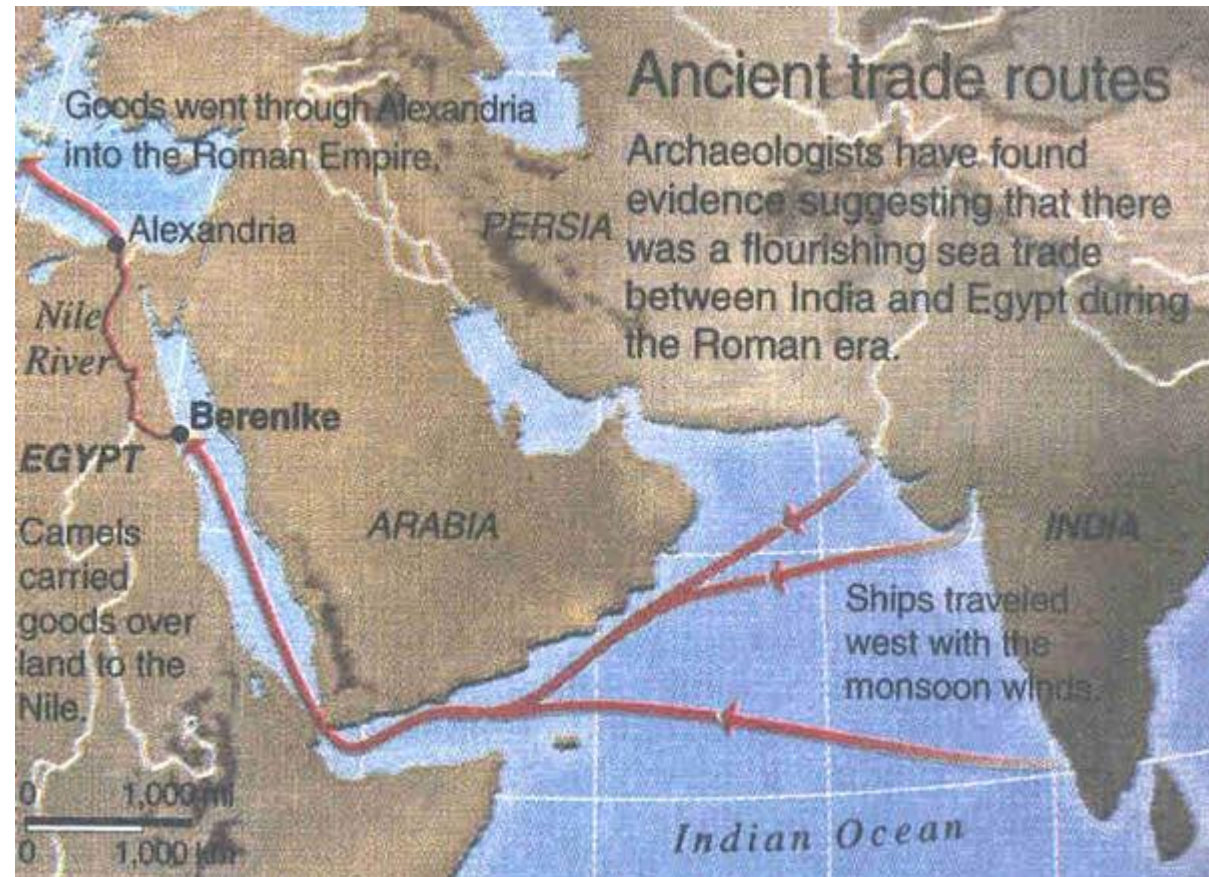 Ancient trade routes
Archaeologists have found
evidence suggesting that there
was a flourishing sea trade
between India and Egypt during
the Roman era.
Goods went through Alexandria
into the Roman Empire.
Alexandria
PERSIA
Nile
River
Berenike
EGYPT
ARABIA
INDIA
Camels
carried
goods over
land to the
Nile.
Ships traveled
west with the
monsoon winds.
0 1,000 mi
0 1,000 km
Indian Ocean